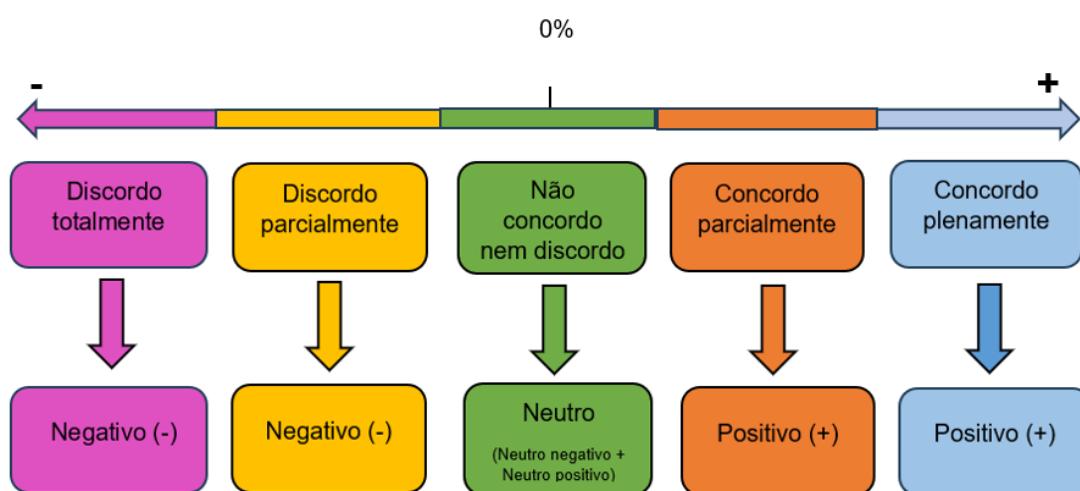 0%
- +
Discordo
totalmente
Discordo
parcialmente
Não
concordo
nem discordo
Concordo
parcialmente
Concordo
plenamente
Negativo (-)
Negativo (-)
Neutro
(Neutro negativo +
Neutro positivo)
Positivo (+)
Positivo (+)